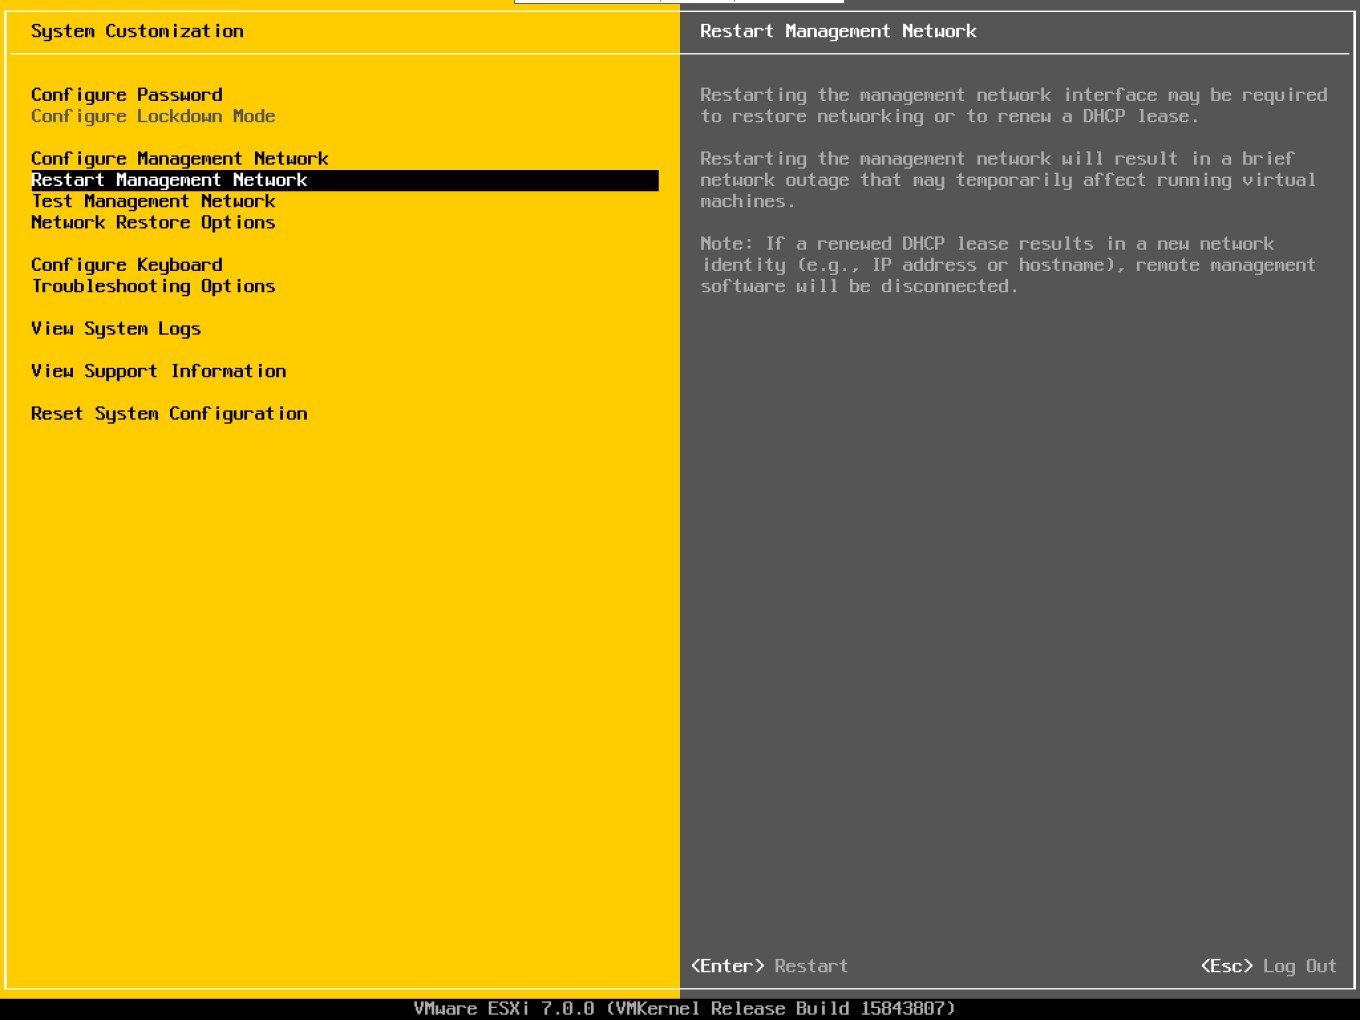 System Customization
Configure Password
Configure Lockdown Mode
Configure Management Network
Restart Management Network
Test Management Network
Network Restore Options
Configure Keyboard
Troubleshooting Options
View System Logs
View Support Information
Reset System Configuration
Restart Management Network
Restarting the management network interface may be required
to restore networking or to renew a DHCP lease.
Restarting the management network will result in a brief
network outage that may temporarily affect running virtual
machines.
Note: If a renewed DHCP lease results in a new network
identity (e.g., IP address or hostname), remote management
software will be disconnected.
<Enter> Restart
<Esc> Log Out
VMware ESXi 7.0.0 (VMKernel Release Build 15843807)